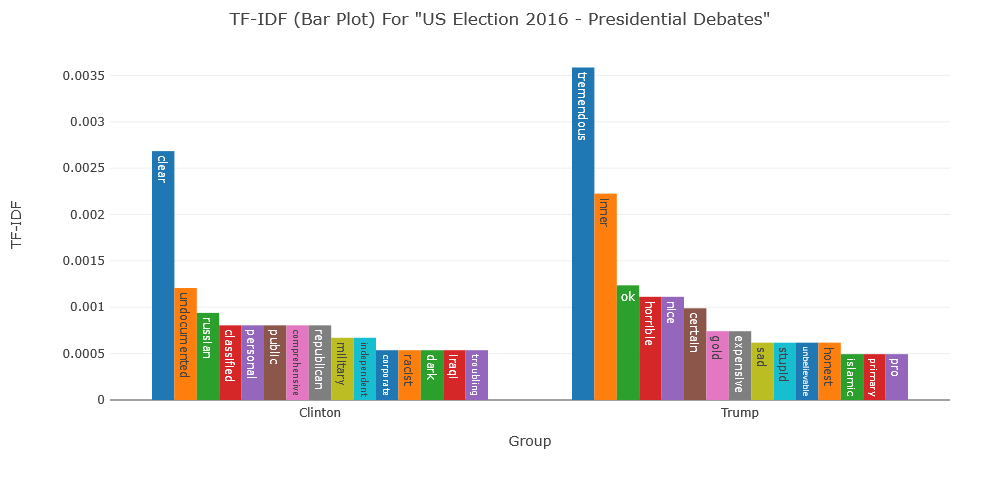 TF-IDF (Bar Plot) For "US Election 2016 - Presidential Debates"
TF-IDF
0.0035
0.003
0.0025
0.002
0.0015
0.001
0.0005
0
clear
undocumented
russian
classified
personal
public
comprehensive
republican
military
independent
corporate
racist
dark
iraqi
troubling
tremendous
inner
ok
horrible
nice
certain
gold
expensive
sad
stupid
unbelievable
honest
islamic
primary
pro
Clinton
Trump
Group